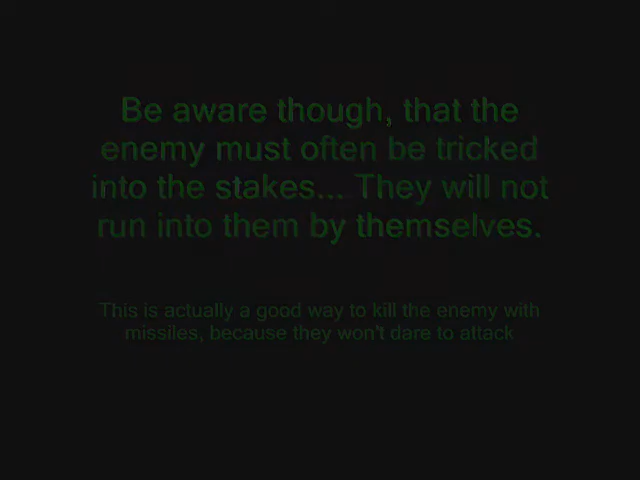 Be aware though, that the
enemy must often be tricked
into the stakes... They will not
run into them by themselves.
This is actually a good way to kill the enemy with
missiles, because they won't dare to attack